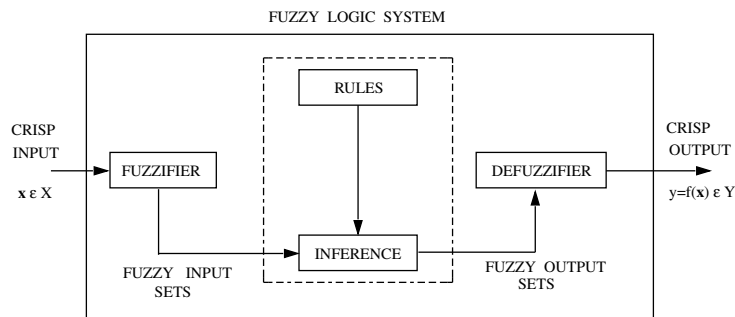 FUZZY LOGIC SYSTEM
RULES
CRISP
INPUT
x ε X
FUZZIFIER
DEFUZZIFIER
CRISP
OUTPUT
y=f(x) ε Y
INFERENCE
FUZZY INPUT
SETS
FUZZY OUTPUT
SETS